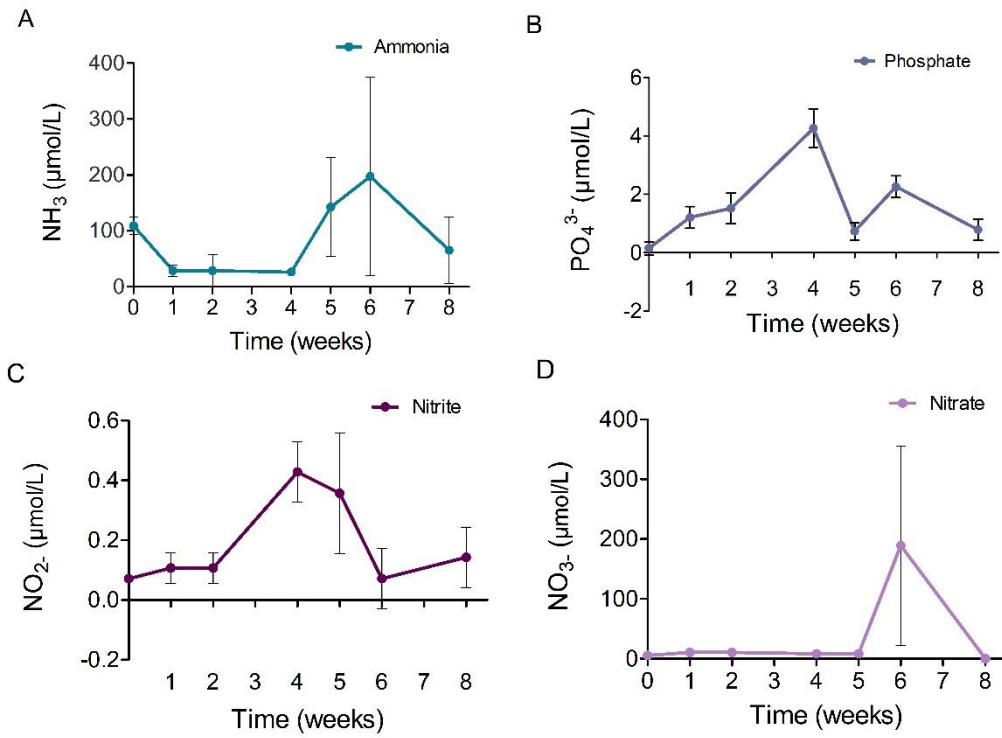 A
Ammonia
400
300
200
100
0
NH₃ (µmol/L)
0 1 2 3 4 5 6 7 8
Time (weeks)
B
Phosphate
6
4
2
0
-2
PO₄³⁻ (µmol/L)
1 2 3 4 5 6 7 8
Time (weeks)
C
Nitrite
0.6
0.4
0.2
0.0
-0.2
NO₂₋ (µmol/L)
1 2 3 4 5 6 7 8
Time (weeks)
D
Nitrate
400
300
200
100
0
NO₃₋ (µmol/L)
0 1 2 3 4 5 6 7 8
Time (weeks)